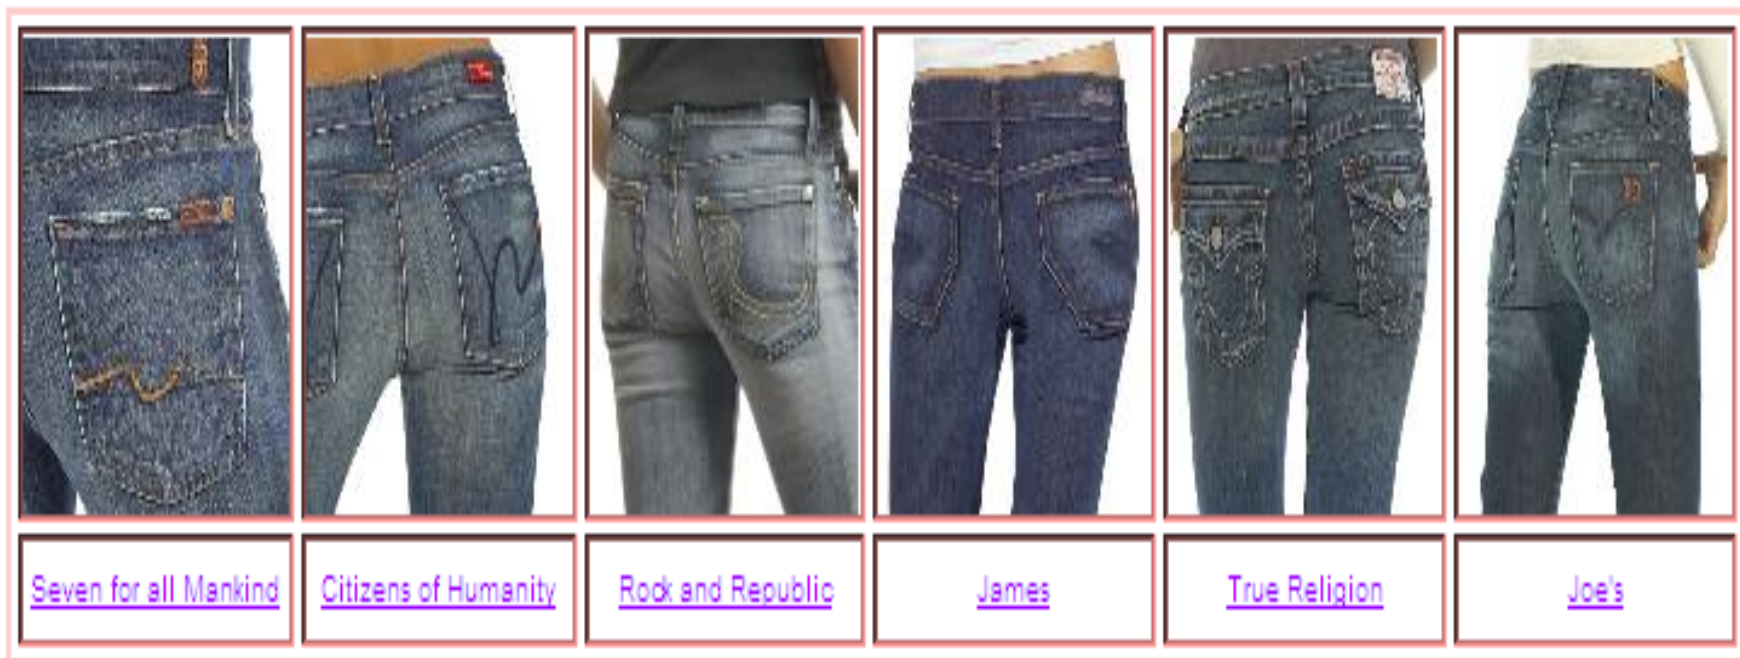 Seven for all Mankind
Citizens of Humanity
Rock and Republic
James
True Religion
Joe's